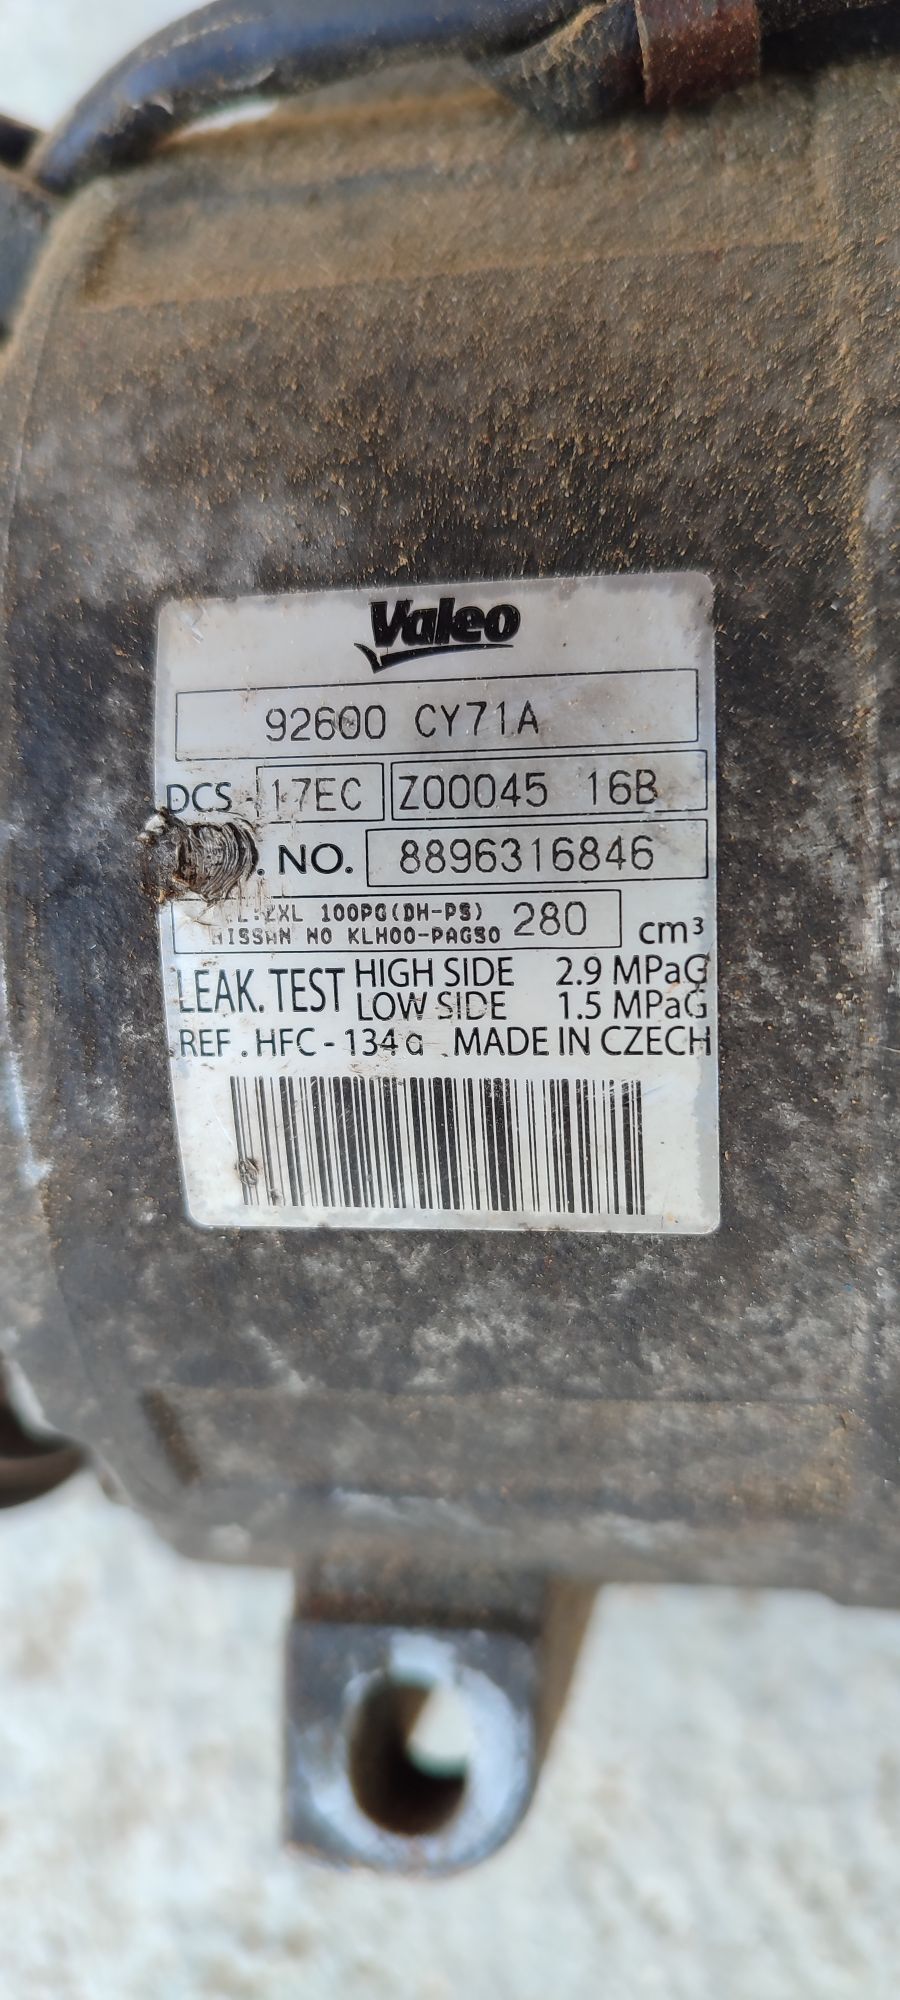 Valeo
92600 CY71A
DCS - 17EC Z00045 16B
. NO. 8896316846
ZXL 100PG(DH-PS) 280 cm³
NISSAN NO KLH00-PAGS0
LEAK. TEST HIGH SIDE 2.9 MPaG
LOW SIDE 1.5 MPaG
REF . HFC - 134a . MADE IN CZECH